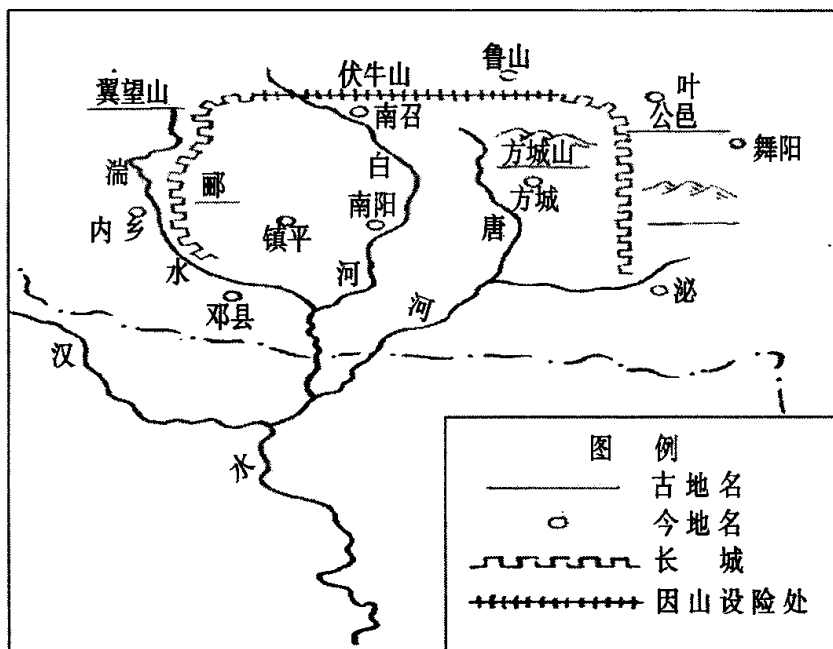 鲁山
伏牛山
翼望山
叶
公邑
南召
舞阳
方城山
白
湍
郦
方城
南阳
内乡
镇平
唐
水
河
泌
邓县
河
汉
水
图 例
古地名
今地名
长 城
因山设险处